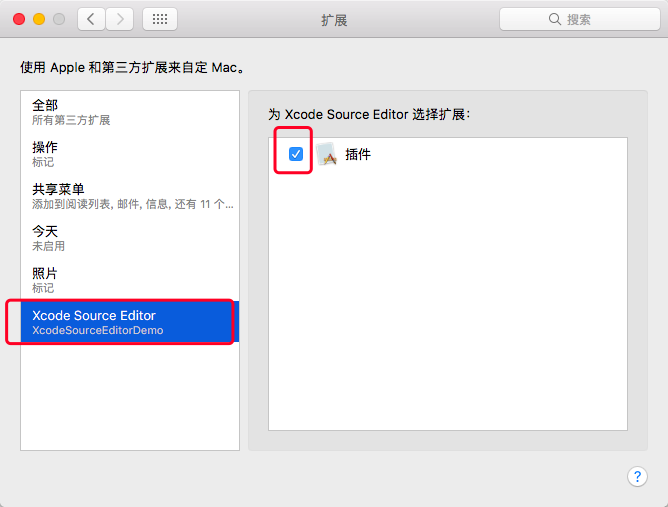 扩展
搜索
使用 Apple 和第三方扩展来自定 Mac。
全部
所有第三方扩展
操作
标记
共享菜单
添加到阅读列表, 邮件, 信息, 还有 11 个...
今天
未启用
照片
标记
Xcode Source Editor
XcodeSourceEditorDemo
为 Xcode Source Editor 选择扩展：
插件
?